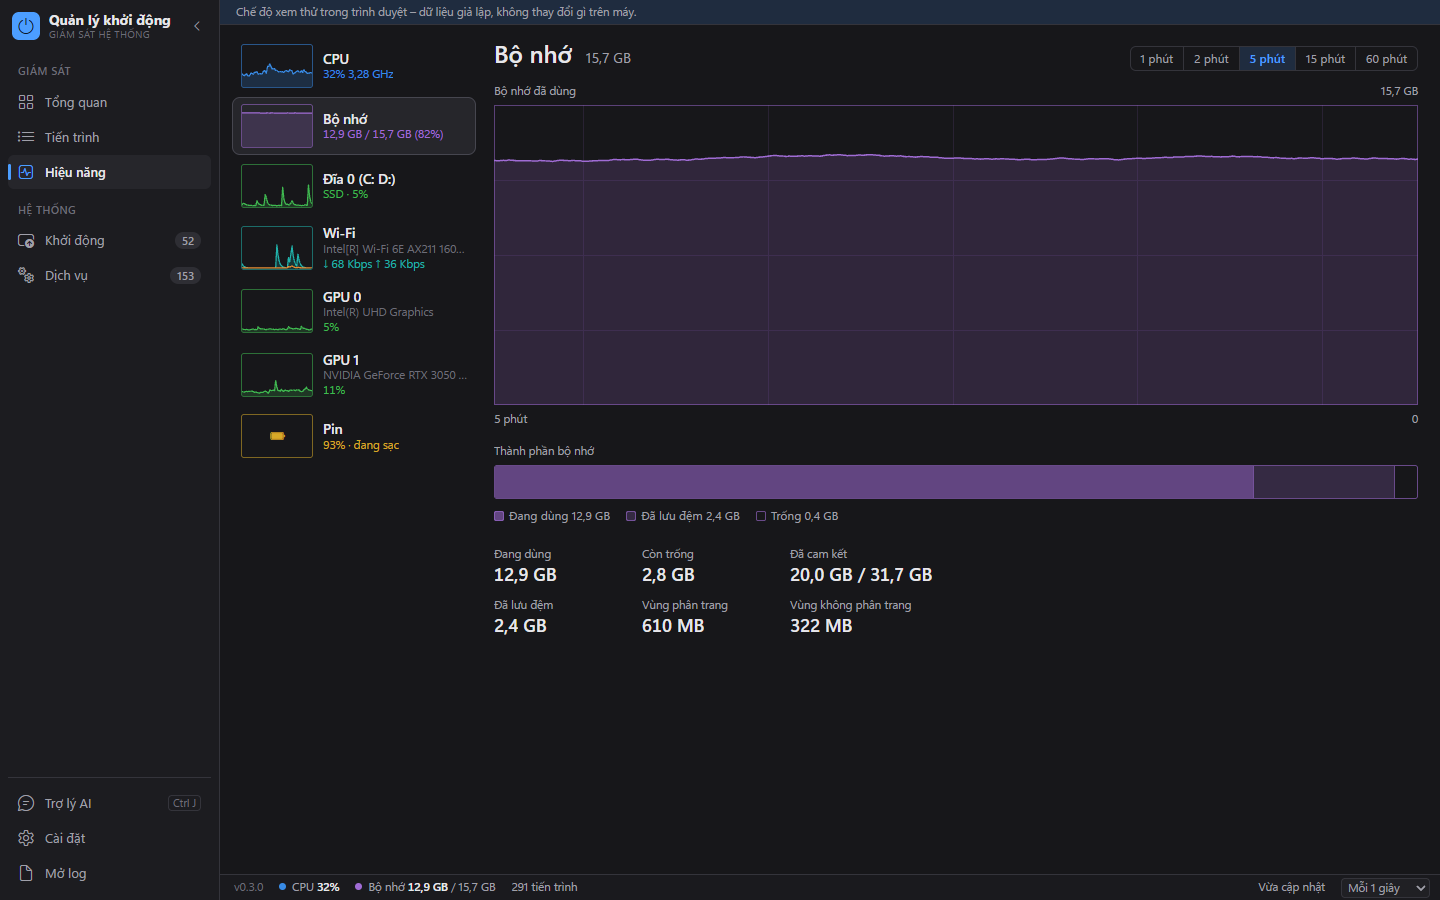 Quản lý khởi động
GIÁM SÁT HỆ THỐNG
GIÁM SÁT
Tổng quan
Tiến trình
Hiệu năng
HỆ THỐNG
Khởi động 52
Dịch vụ 153
Trợ lý AI Ctrl J
Cài đặt
Mở log
Chế độ xem thử trong trình duyệt – dữ liệu giả lập, không thay đổi gì trên máy.
CPU
32% 3,28 GHz
Bộ nhớ
12,9 GB / 15,7 GB (82%)
Đĩa 0 (C: D:)
SSD · 5%
Wi-Fi
Intel[R] Wi-Fi 6E AX211 160...
↓ 68 Kbps ↑ 36 Kbps
GPU 0
Intel(R) UHD Graphics
5%
GPU 1
NVIDIA GeForce RTX 3050 ...
11%
Pin
93% · đang sạc
Bộ nhớ 15,7 GB
1 phút 2 phút 5 phút 15 phút 60 phút
Bộ nhớ đã dùng 15,7 GB
5 phút 0
Thành phần bộ nhớ
Đang dùng 12,9 GB Đã lưu đệm 2,4 GB Trống 0,4 GB
Đang dùng Còn trống Đã cam kết
12,9 GB 2,8 GB 20,0 GB / 31,7 GB
Đã lưu đệm Vùng phân trang Vùng không phân trang
2,4 GB 610 MB 322 MB
v0.3.0 CPU 32% Bộ nhớ 12,9 GB / 15,7 GB 291 tiến trình Vừa cập nhật Mỗi 1 giây